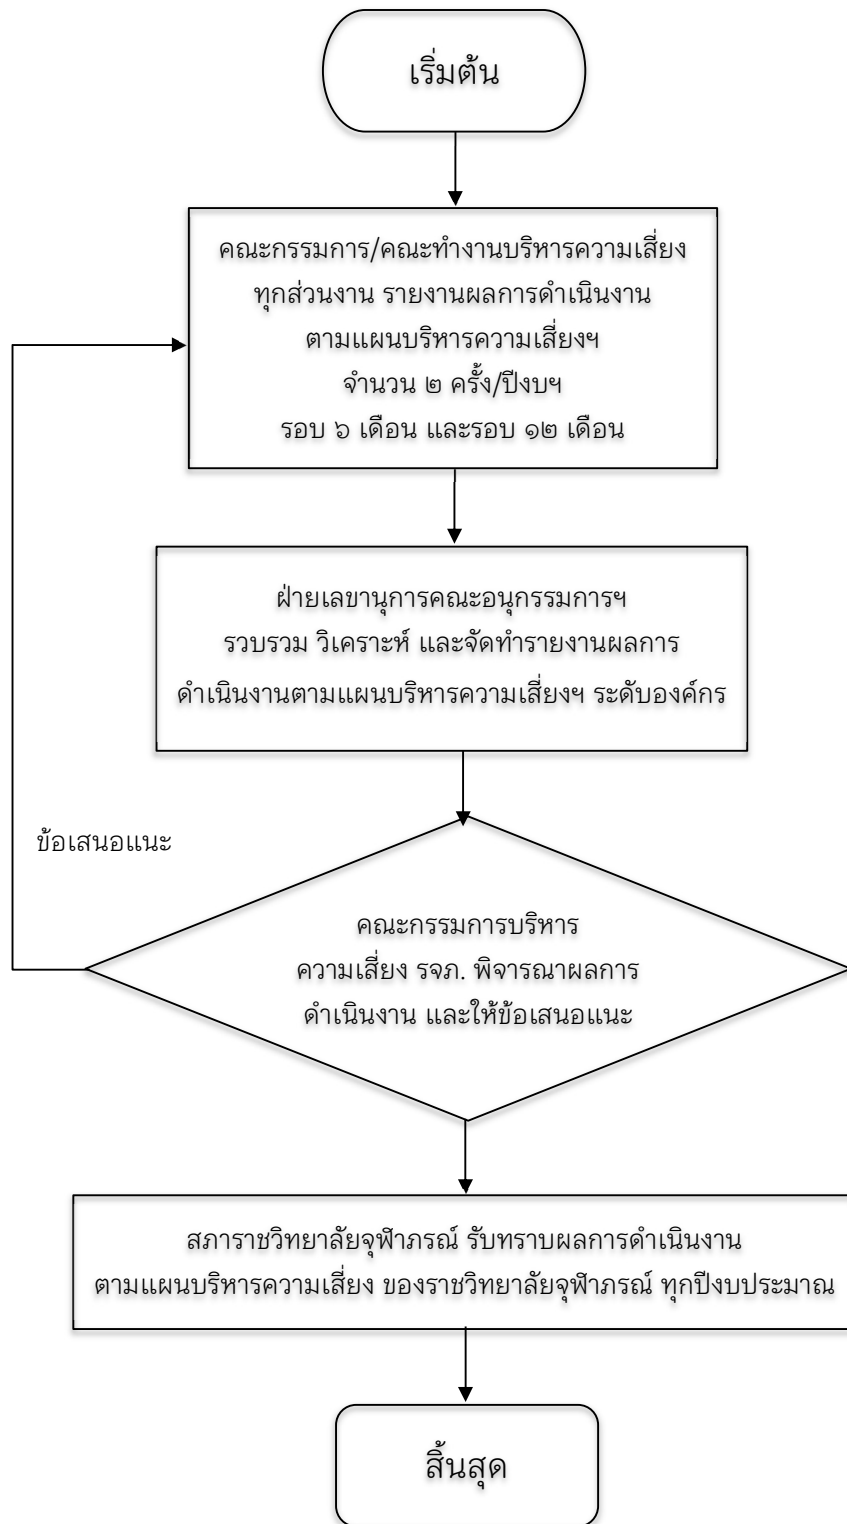 เริ่มต้น
คณะกรรมการ/คณะทำงานบริหารความเสี่ยง
ทุกส่วนงาน รายงานผลการดำเนินงาน
ตามแผนบริหารความเสี่ยงฯ
จำนวน ๒ ครั้ง/ปีงบฯ
รอบ ๖ เดือน และรอบ ๑๒ เดือน
ฝ่ายเลขานุการคณะอนุกรรมการฯ
รวบรวม วิเคราะห์ และจัดทำรายงานผลการ
ดำเนินงานตามแผนบริหารความเสี่ยงฯ ระดับองค์กร
ข้อเสนอแนะ
คณะกรรมการบริหาร
ความเสี่ยง รจภ. พิจารณาผลการ
ดำเนินงาน และให้ข้อเสนอแนะ
สภาราชวิทยาลัยจุฬาภรณ์ รับทราบผลการดำเนินงาน
ตามแผนบริหารความเสี่ยง ของราชวิทยาลัยจุฬาภรณ์ ทุกปีงบประมาณ
สิ้นสุด